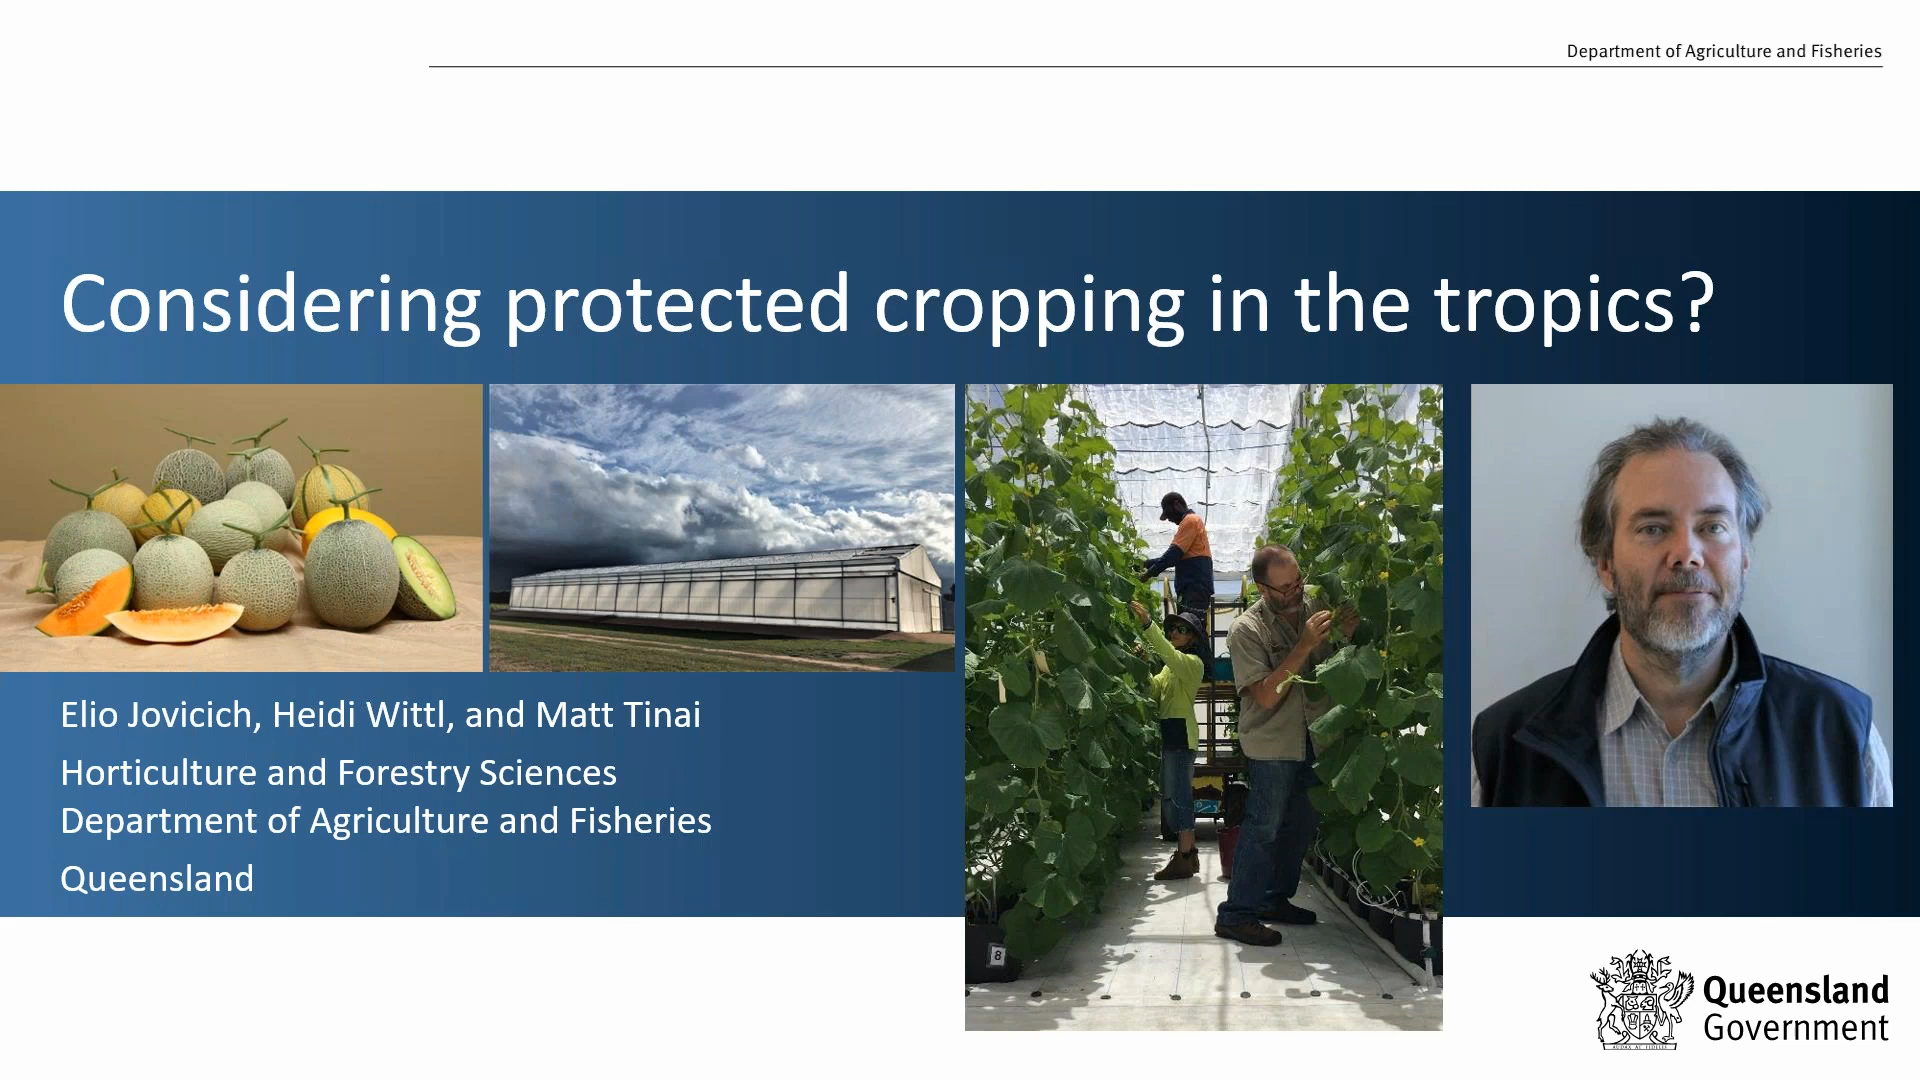 Department of Agriculture and Fisheries
Considering protected cropping in the tropics?
Elio Jovicich, Heidi Wittl, and Matt Tinai
Horticulture and Forestry Sciences
Department of Agriculture and Fisheries
Queensland
8
Queensland
Government